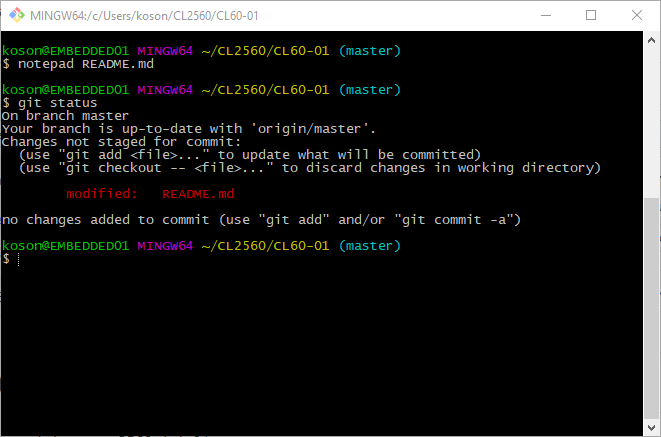 MINGW64:/c/Users/koson/CL2560/CL60-01
koson@EMBEDDED01 MINGW64 ~/CL2560/CL60-01 (master)
$ notepad README.md
koson@EMBEDDED01 MINGW64 ~/CL2560/CL60-01 (master)
$ git status
On branch master
Your branch is up-to-date with 'origin/master'.
Changes not staged for commit:
  (use "git add <file>..." to update what will be committed)
  (use "git checkout -- <file>..." to discard changes in working directory)
        modified:   README.md
no changes added to commit (use "git add" and/or "git commit -a")
koson@EMBEDDED01 MINGW64 ~/CL2560/CL60-01 (master)
$